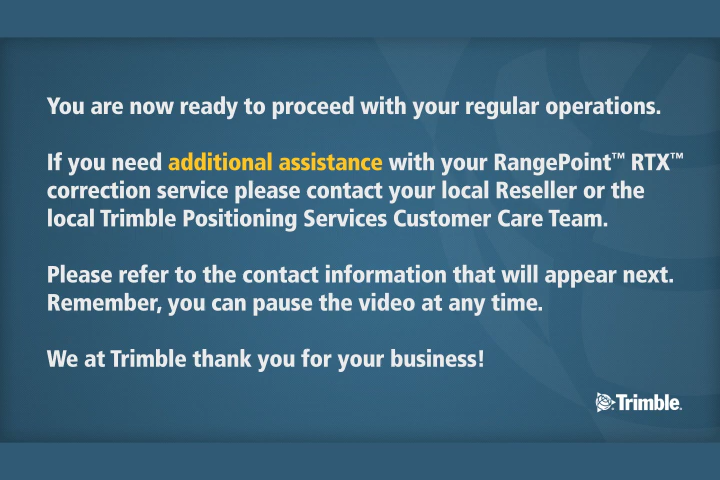 You are now ready to proceed with your regular operations.
If you need additional assistance with your RangePoint™ RTX™
correction service please contact your local Reseller or the
local Trimble Positioning Services Customer Care Team.
Please refer to the contact information that will appear next.
Remember, you can pause the video at any time.
We at Trimble thank you for your business!
Trimble.